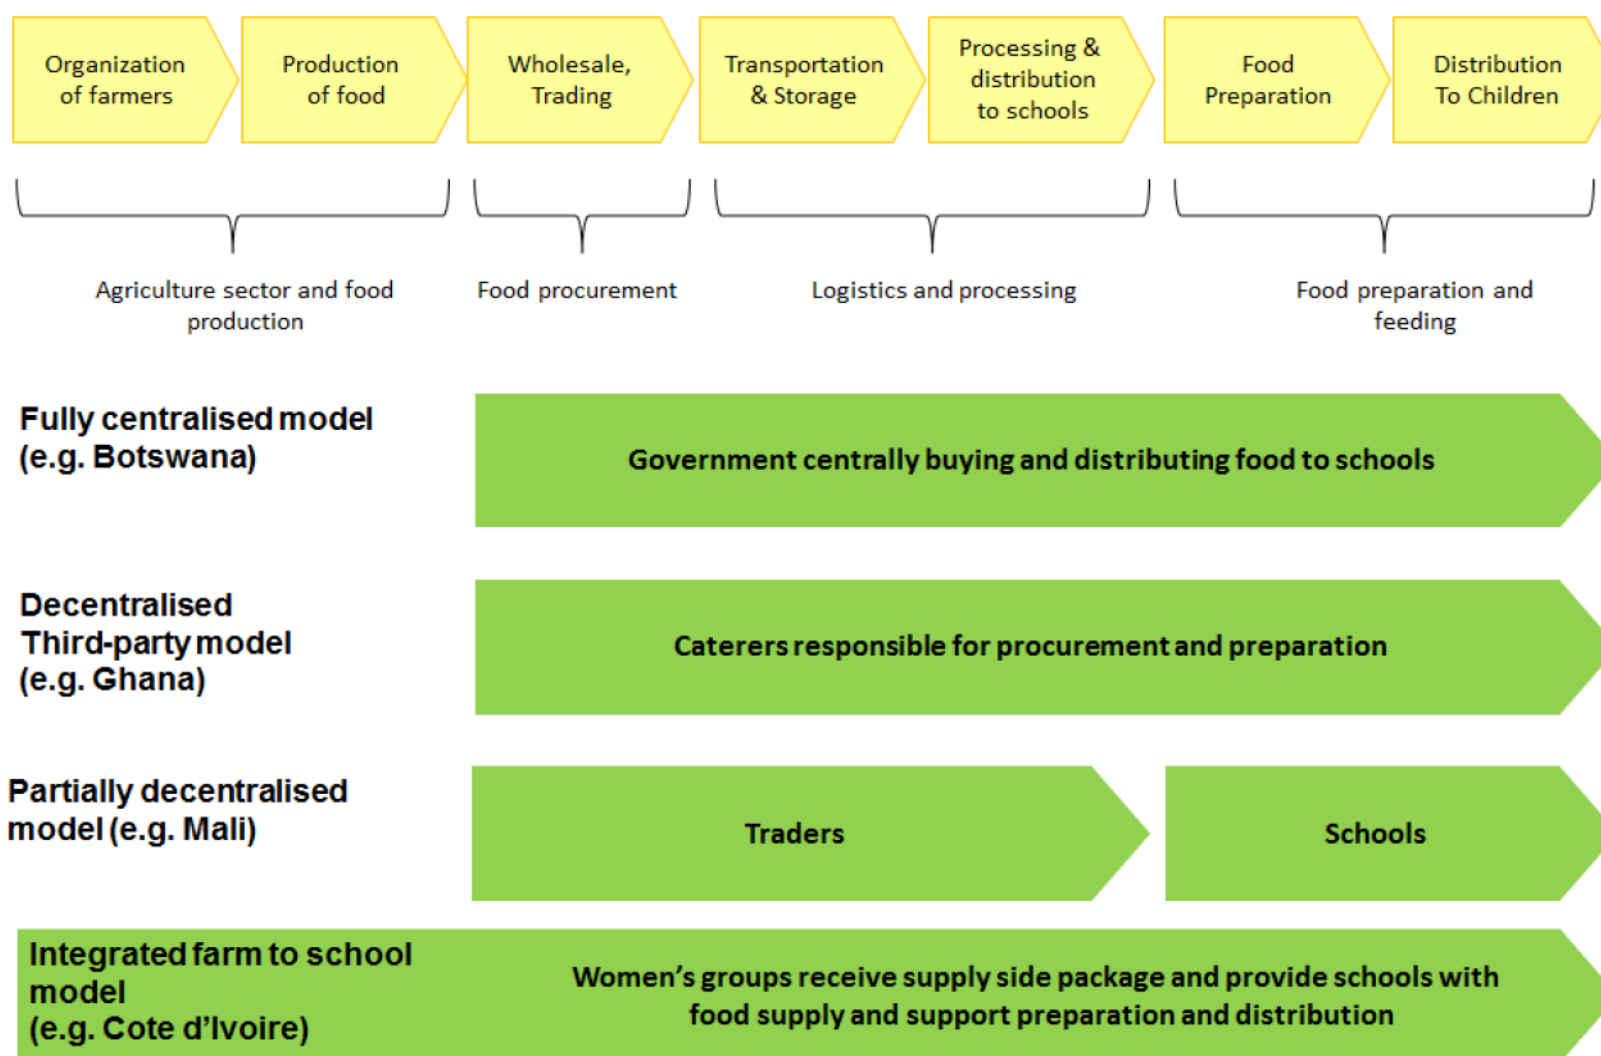 Organization
of farmers
Production
of food
Wholesale,
Trading
Transportation
& Storage
Processing &
distribution
to schools
Food
Preparation
Distribution
To Children
Agriculture sector and food
production
Food procurement
Logistics and processing
Food preparation and
feeding
Fully centralised model
(e.g. Botswana)
Government centrally buying and distributing food to schools
Decentralised
Third-party model
(e.g. Ghana)
Caterers responsible for procurement and preparation
Partially decentralised
model (e.g. Mali)
Traders
Schools
Integrated farm to school
model
(e.g. Cote d’Ivoire)
Women’s groups receive supply side package and provide schools with
food supply and support preparation and distribution